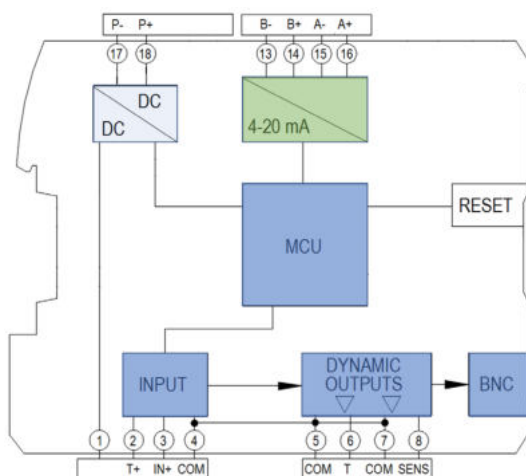 P- P+ B- B+ A- A+
17 18 13 14 15 16
DC
DC
4-20 mA
MCU
RESET
INPUT
DYNAMIC
OUTPUTS
BNC
1 2 3 4 5 6 7 8
T+ IN+ COM COM T COM SENS